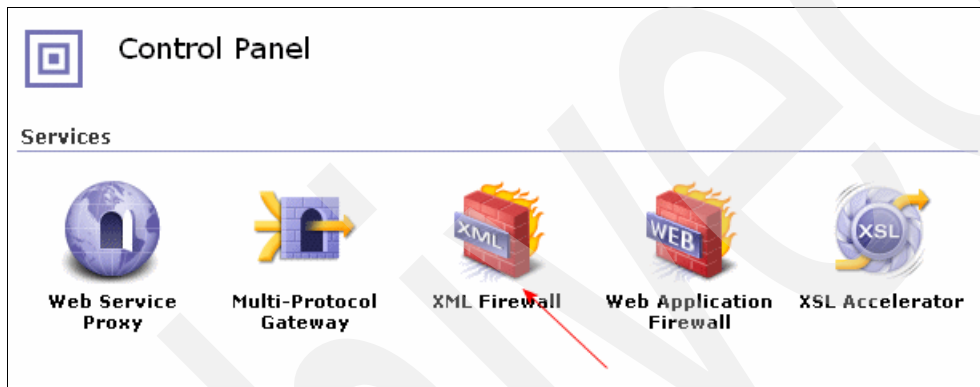 Control Panel
Services
XML
WEB
XSL
Web Service Multi-Protocol XML Firewall Web Application XSL Accelerator
Proxy Gateway Firewall